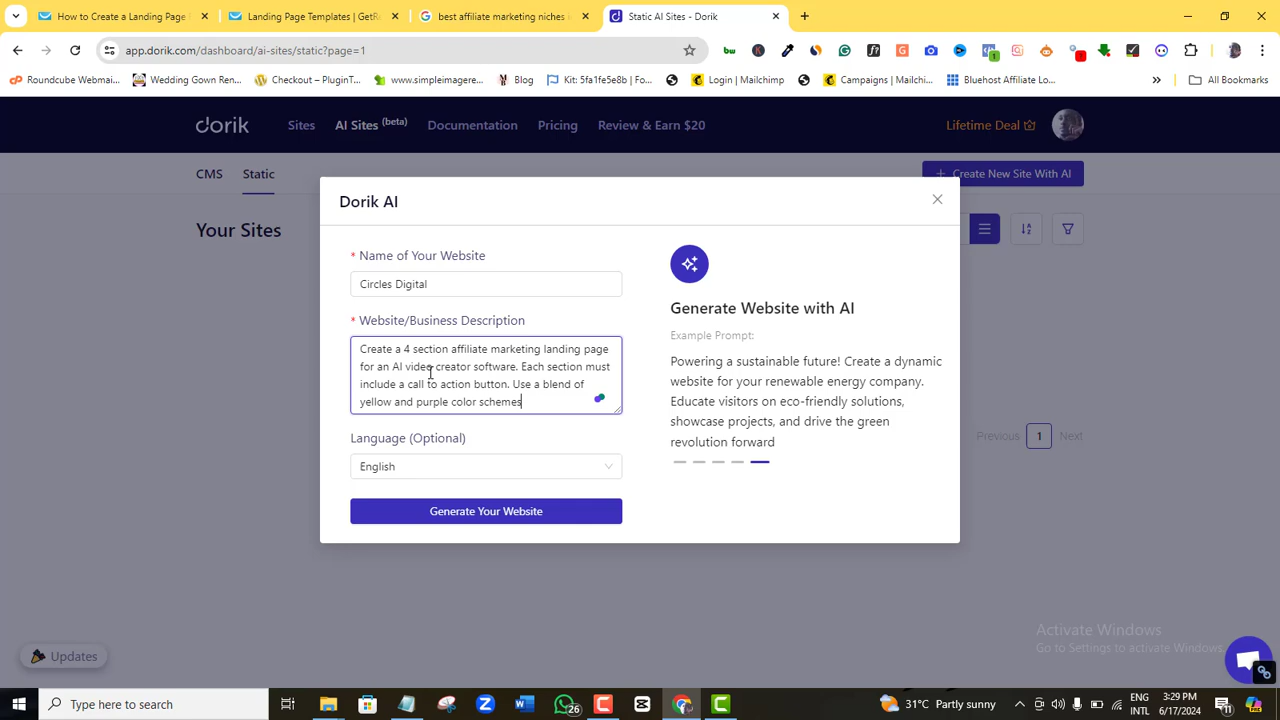 How to Create a Landing Page
Landing Page Templates | GetR
best affiliate marketing niches
Static AI Sites - Dorik
app.dorik.com/dashboard/ai-sites/static?page=1
Roundcube Webmai...
Wedding Gown Ren...
Checkout – PluginT...
www.simpleimagere...
Blog
Kit: 5fa1fe5e8b | Fo...
Login | Mailchimp
Campaigns | Mailchi...
Bluehost Affiliate Lo...
All Bookmarks
dorik
Sites
AI Sites (beta)
Documentation
Pricing
Review & Earn $20
Lifetime Deal
CMS
Static
+ Create New Site With AI
Your Sites
Dorik AI
* Name of Your Website
Circles Digital
* Website/Business Description
Create a 4 section affiliate marketing landing page
for an AI video creator software. Each section must
include a call to action button. Use a blend of
yellow and purple color schemes
Language (Optional)
English
Generate Your Website
Generate Website with AI
Example Prompt:
Powering a sustainable future! Create a dynamic
website for your renewable energy company.
Educate visitors on eco-friendly solutions,
showcase projects, and drive the green
revolution forward
Previous
1
Next
Updates
Activate Windows
Go to Settings to activate Windows.
Type here to search
26
31°C Partly sunny
ENG
INTL
3:29 PM
6/17/2024